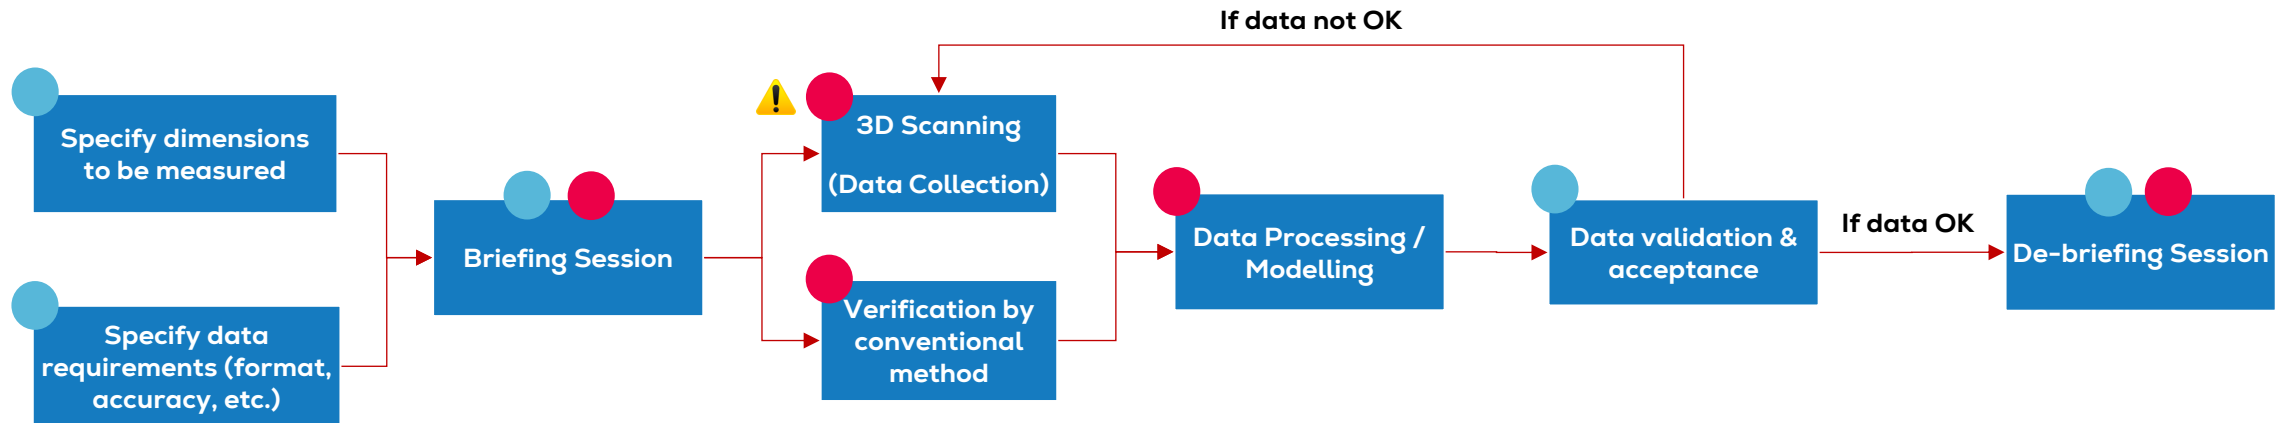 If data not OK
Specify dimensions
to be measured
Specify data
requirements (format,
accuracy, etc.)
Briefing Session
3D Scanning
(Data Collection)
Verification by
conventional
method
Data Processing /
Modelling
Data validation &
acceptance
If data OK
De-briefing Session